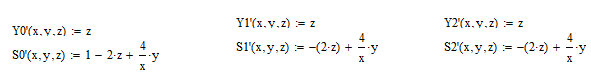 Y0'(x,y,z) := z
S0'(x,y,z) := 1 − 2·z + 4/x·y
Y1'(x,y,z) := z
S1'(x,y,z) := −(2·z) + 4/x·y
Y2'(x,y,z) := z
S2'(x,y,z) := −(2·z) + 4/x·y